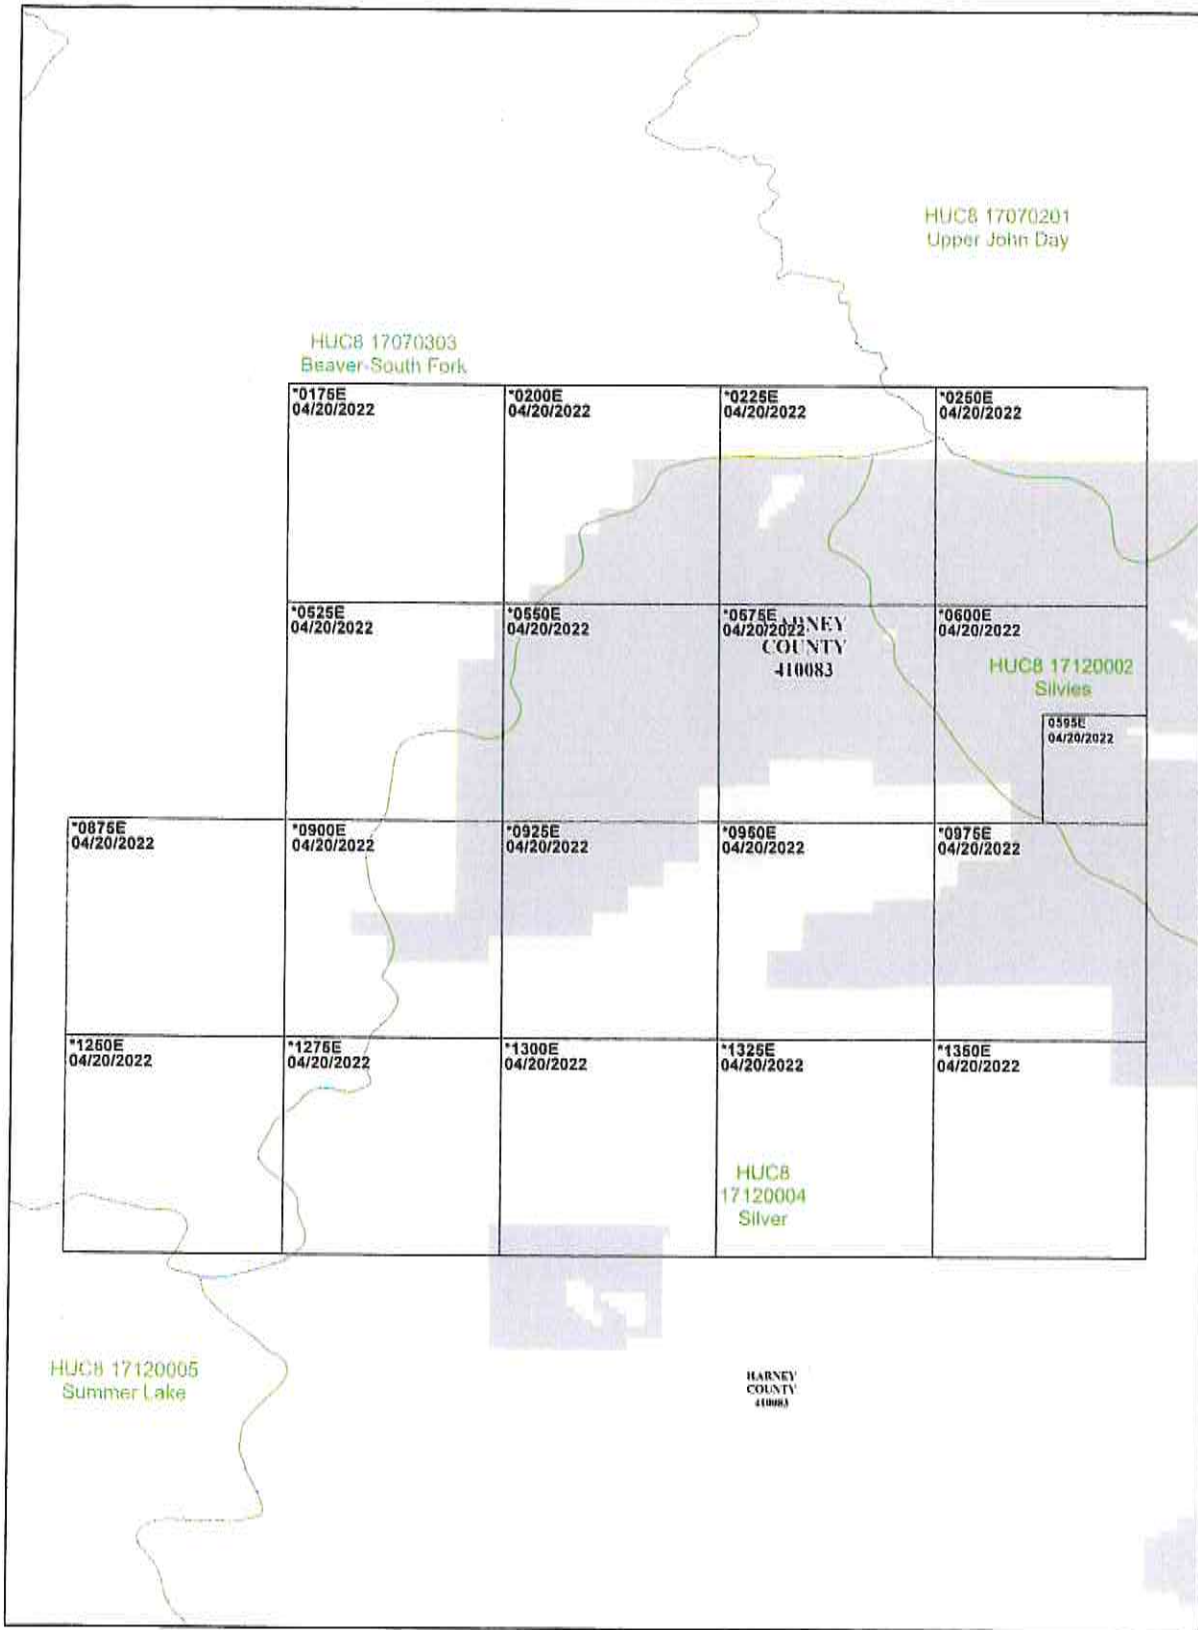 HUC8 17070201
Upper John Day
HUC8 17070303
Beaver-South Fork
*0175E
04/20/2022
*0200E
04/20/2022
*0225E
04/20/2022
*0250E
04/20/2022
*0525E
04/20/2022
*0550E
04/20/2022
*0575E
04/20/2022
ARNEY
COUNTY
410083
*0600E
04/20/2022
HUC8 17120002
Silvies
0595E
04/20/2022
*0875E
04/20/2022
*0900E
04/20/2022
*0925E
04/20/2022
*0950E
04/20/2022
*0975E
04/20/2022
*1250E
04/20/2022
*1275E
04/20/2022
*1300E
04/20/2022
*1325E
04/20/2022
*1350E
04/20/2022
HUC8
17120004
Silver
HUC8 17120005
Summer Lake
HARNEY
COUNTY
410083